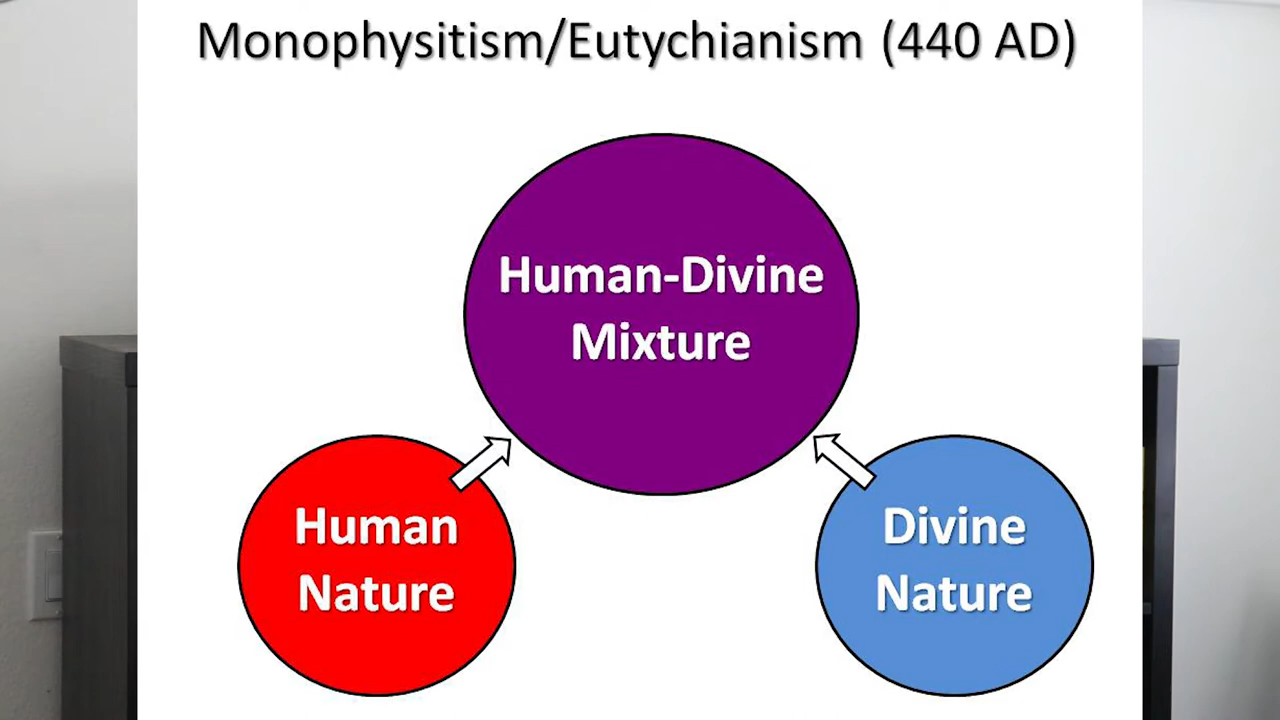 Monophysitism/Eutychianism (440 AD)
Human-Divine
Mixture
Human
Nature
Divine
Nature